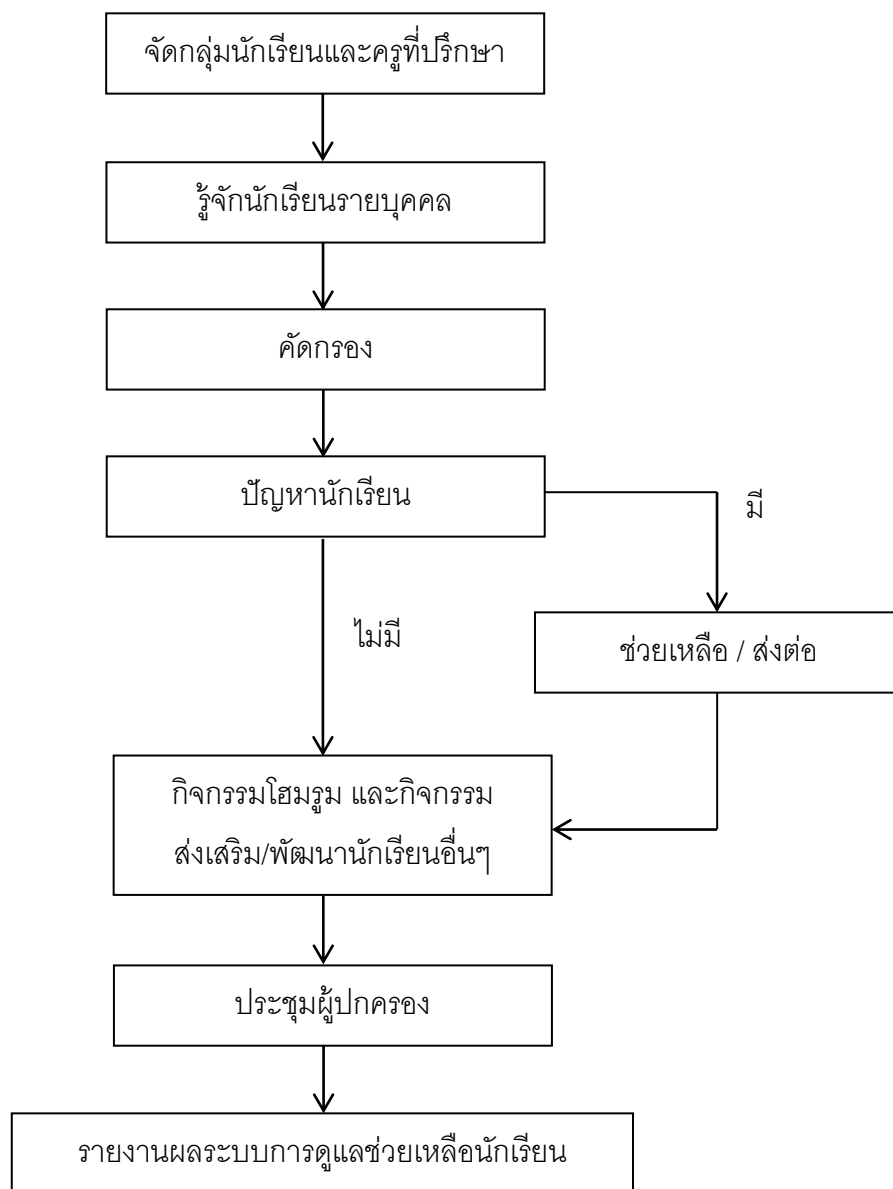 จัดกลุ่มนักเรียนและครูที่ปรึกษา
รู้จักนักเรียนรายบุคคล
คัดกรอง
ปัญหานักเรียน
มี
ไม่มี
ช่วยเหลือ / ส่งต่อ
กิจกรรมโฮมรูม และกิจกรรม
ส่งเสริม/พัฒนานักเรียนอื่นๆ
ประชุมผู้ปกครอง
รายงานผลระบบการดูแลช่วยเหลือนักเรียน